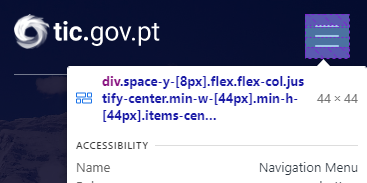 tic.gov.pt
div.space-y-[8px].flex.flex-col.jus
tify-center.min-w-[44px].min-h-
[44px].items-cen...
44 × 44
ACCESSIBILITY
Name Navigation Menu